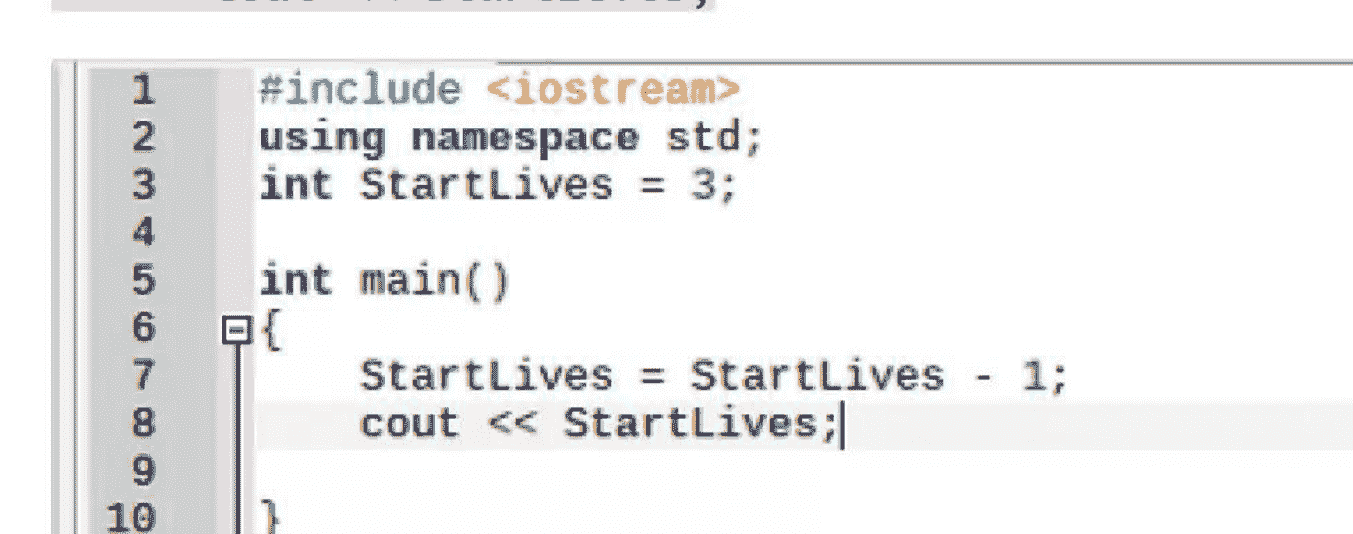 1 #include <iostream>
2 using namespace std;
3 int StartLives = 3;
4
5 int main()
6 {
7 StartLives = StartLives - 1;
8 cout << StartLives;
9
10 }